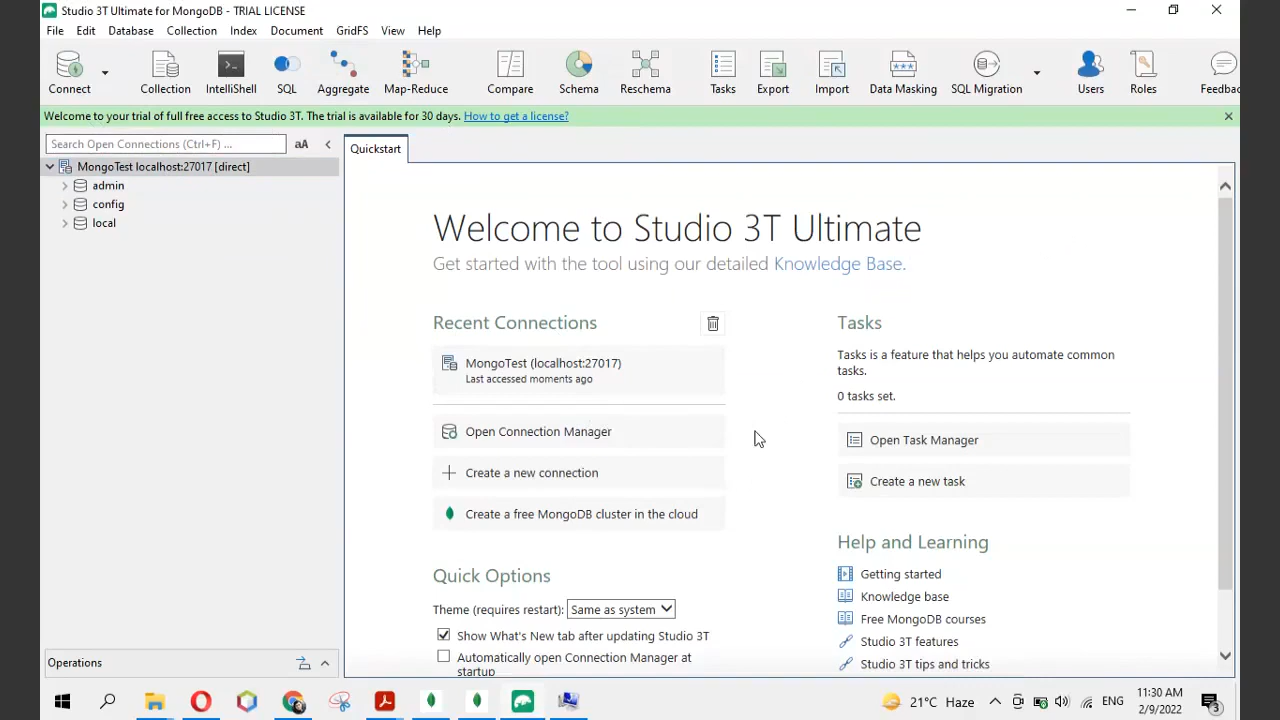 Studio 3T Ultimate for MongoDB - TRIAL LICENSE
File Edit Database Collection Index Document GridFS View Help
Connect Collection IntelliShell SQL Aggregate Map-Reduce Compare Schema Reschema Tasks Export Import Data Masking SQL Migration Users Roles Feedbac
Welcome to your trial of full free access to Studio 3T. The trial is available for 30 days. How to get a license?
Search Open Connections (Ctrl+F) ... aA
Quickstart
MongoTest localhost:27017 [direct]
admin
config
local
Welcome to Studio 3T Ultimate
Get started with the tool using our detailed Knowledge Base.
Recent Connections
MongoTest (localhost:27017)
Last accessed moments ago
Open Connection Manager
Create a new connection
Create a free MongoDB cluster in the cloud
Tasks
Tasks is a feature that helps you automate common
tasks.
0 tasks set.
Open Task Manager
Create a new task
Quick Options
Theme (requires restart): Same as system
Show What's New tab after updating Studio 3T
Automatically open Connection Manager at
startup
Help and Learning
Getting started
Knowledge base
Free MongoDB courses
Studio 3T features
Studio 3T tips and tricks
Operations
21°C Haze ENG
11:30 AM
2/9/2022
3